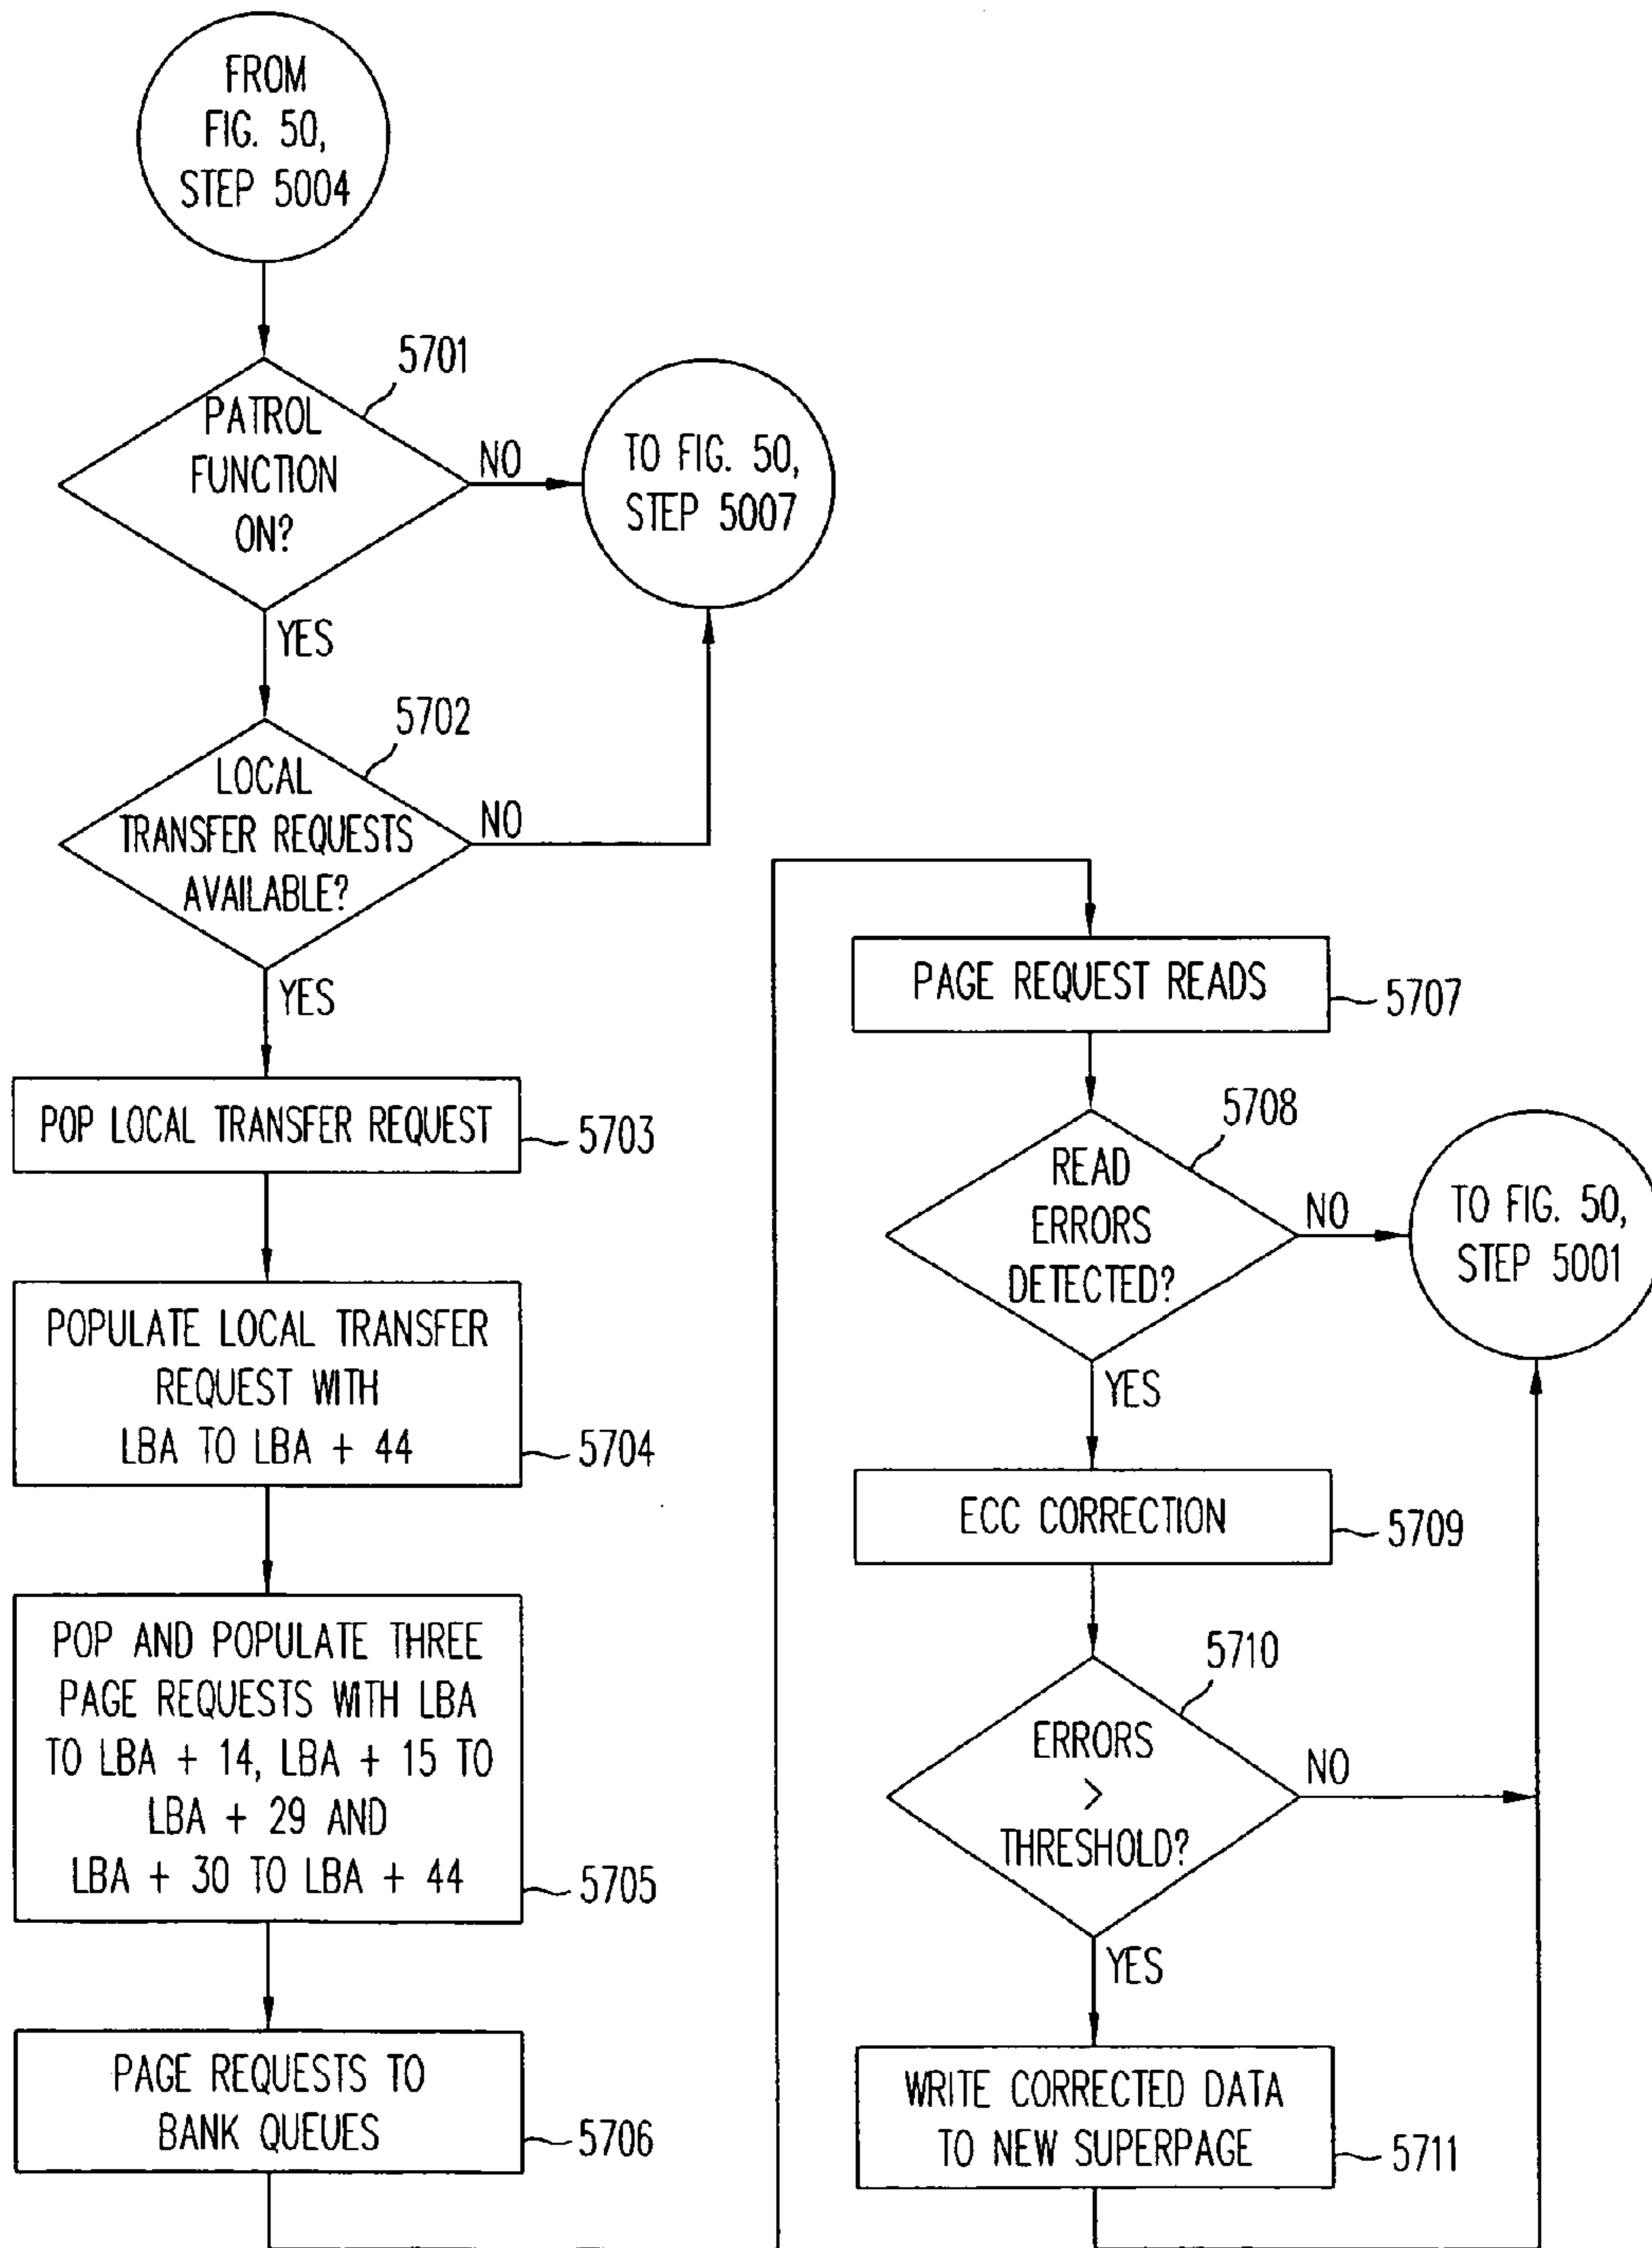 FROM
FIG. 50,
STEP 5004
5701
PATROL
FUNCTION
ON?
NO
TO FIG. 50,
STEP 5007
YES
5702
LOCAL
TRANSFER REQUESTS
AVAILABLE?
NO
YES
POP LOCAL TRANSFER REQUEST
5703
POPULATE LOCAL TRANSFER
REQUEST WITH
LBA TO LBA + 44
5704
POP AND POPULATE THREE
PAGE REQUESTS WITH LBA
TO LBA + 14, LBA + 15 TO
LBA + 29 AND
LBA + 30 TO LBA + 44
5705
PAGE REQUESTS TO
BANK QUEUES
5706
PAGE REQUEST READS
5707
5708
READ
ERRORS
DETECTED?
NO
TO FIG. 50,
STEP 5001
YES
ECC CORRECTION
5709
5710
ERRORS
>
THRESHOLD?
NO
YES
WRITE CORRECTED DATA
TO NEW SUPERPAGE
5711